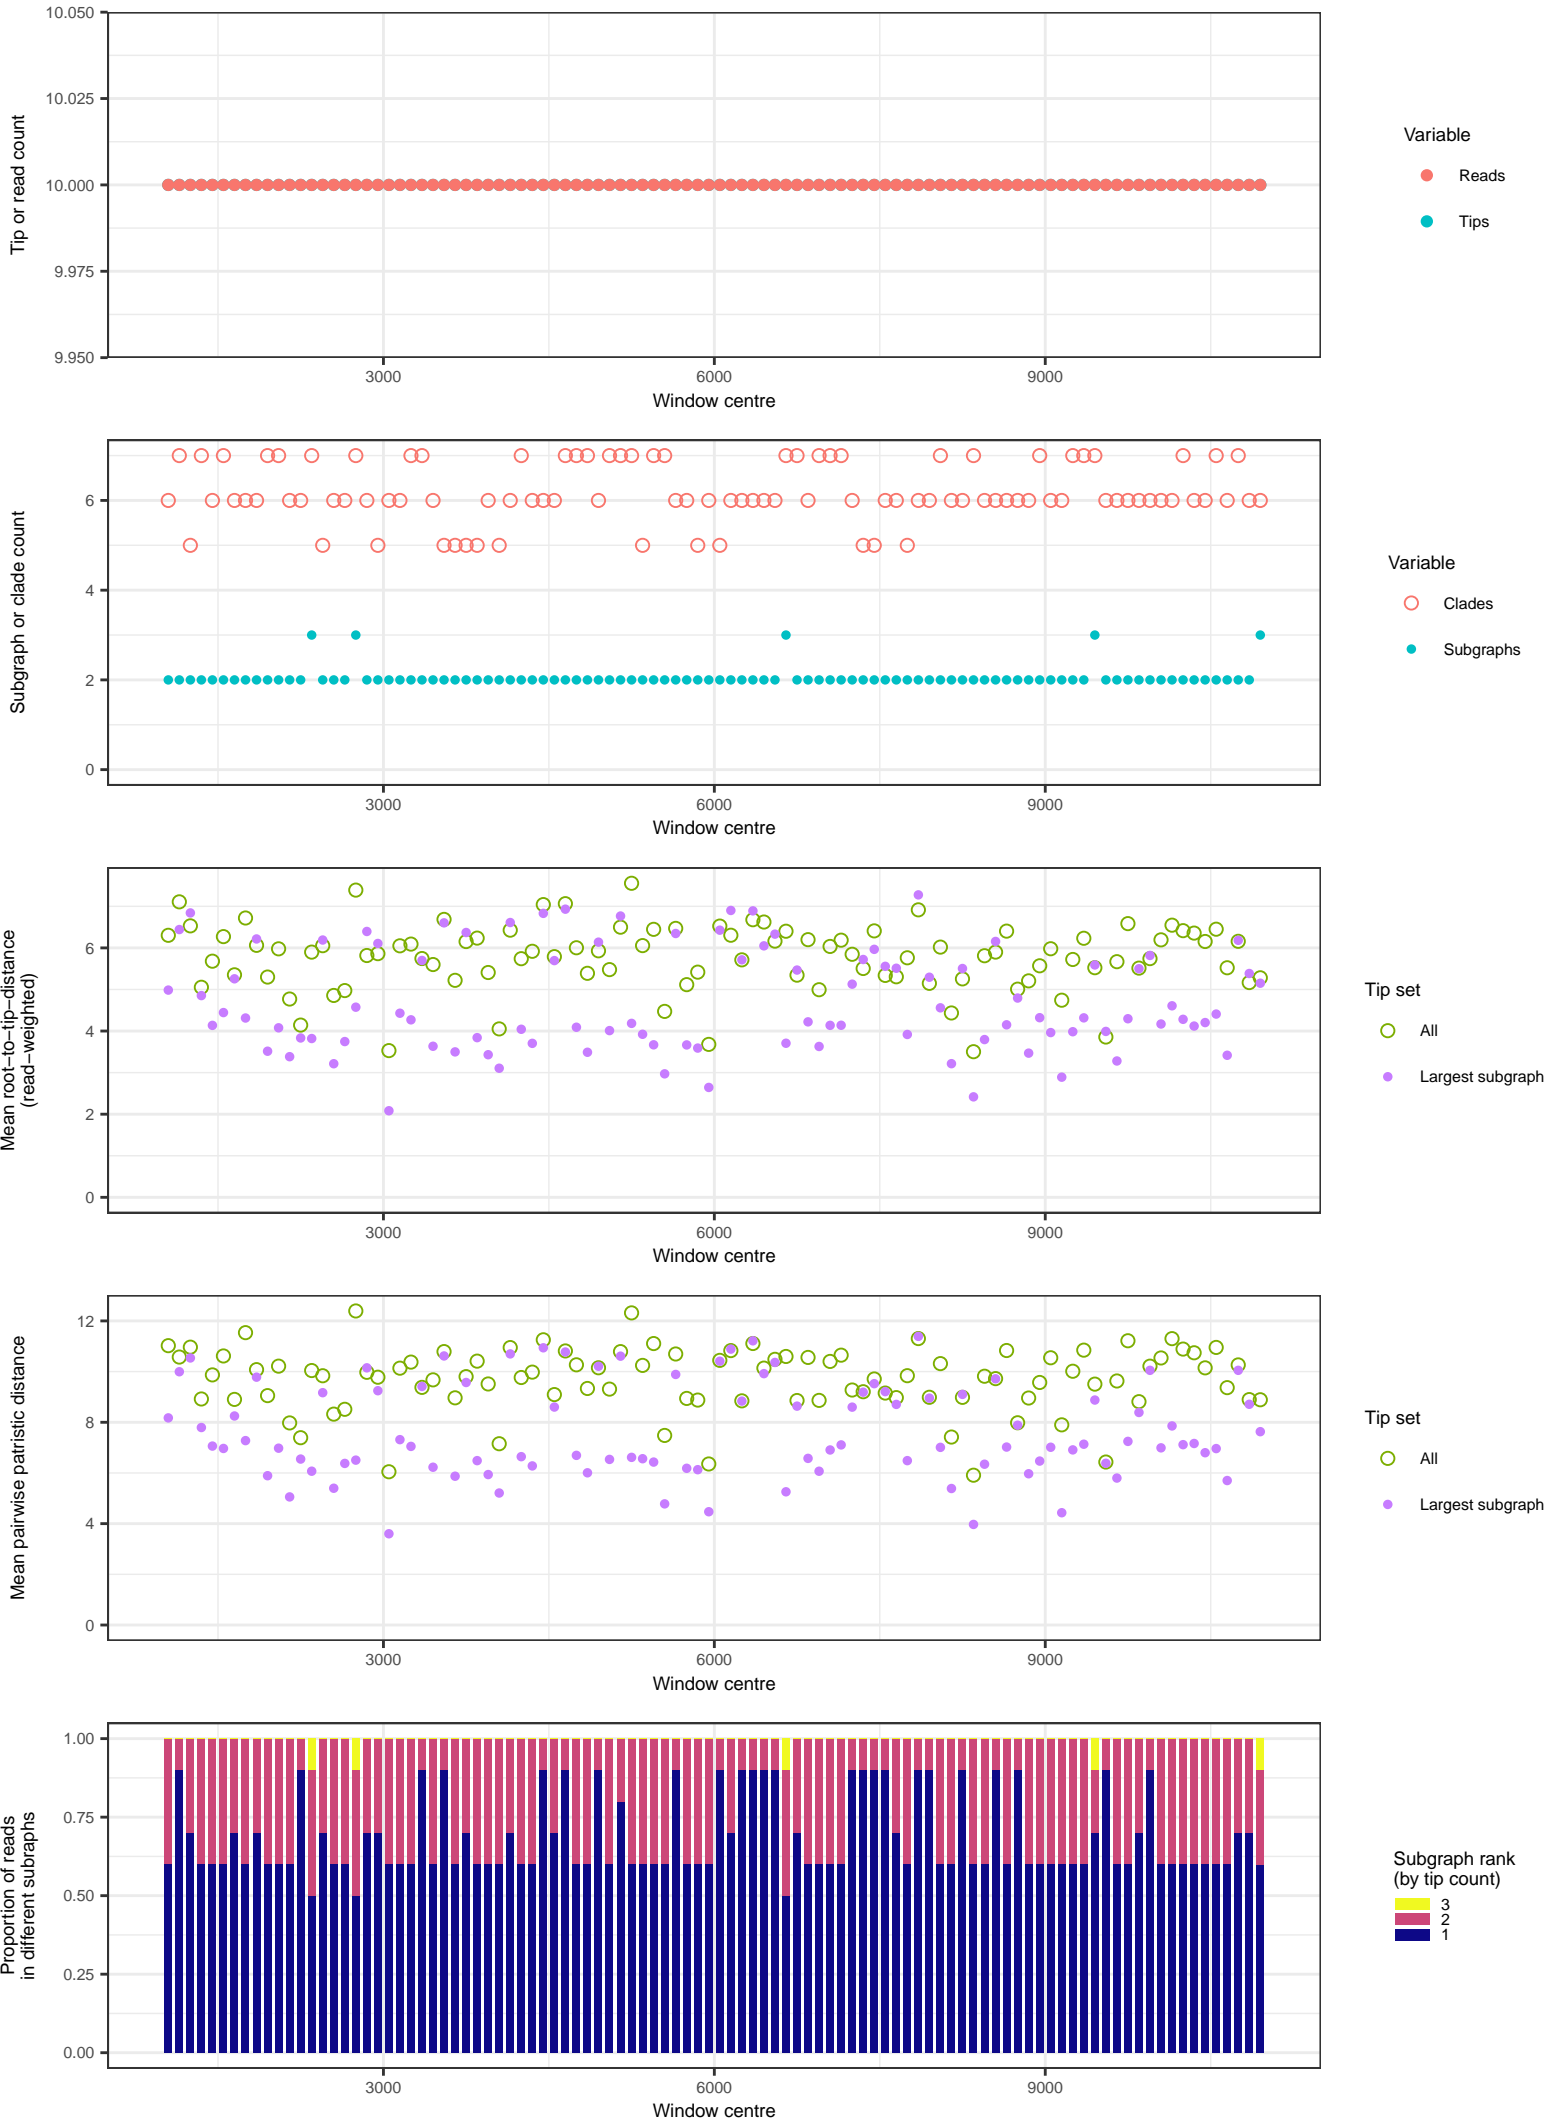 10.050
10.025
10.000
9.975
9.950
Tip or read count
3000 6000 9000
Window centre
Variable
Reads
Tips
6
4
2
0
Subgraph or clade count
3000 6000 9000
Window centre
Variable
Clades
Subgraphs
6
4
2
0
Mean root−to−tip−distance
(read−weighted)
3000 6000 9000
Window centre
Tip set
All
Largest subgraph
12
8
4
0
Mean pairwise patristic distance
3000 6000 9000
Window centre
Tip set
All
Largest subgraph
1.00
0.75
0.50
0.25
0.00
Proportion of reads
in different subraphs
3000 6000 9000
Window centre
Subgraph rank
(by tip count)
3
2
1